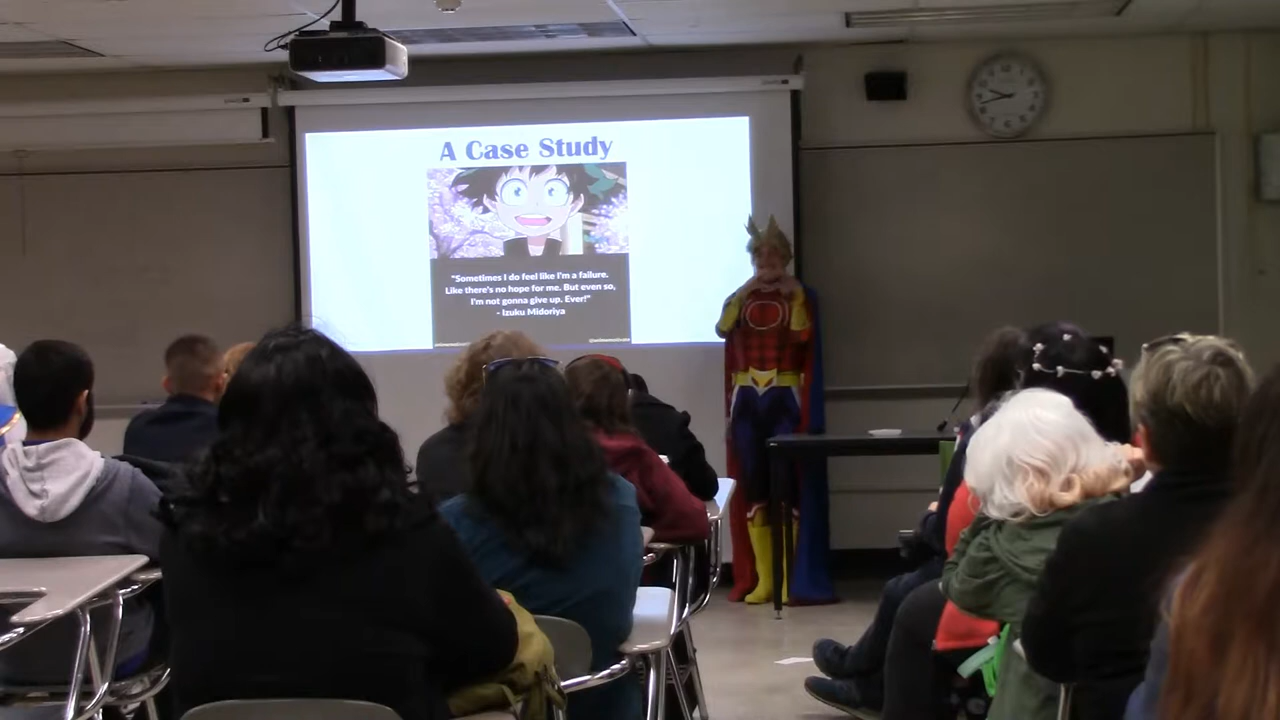 A Case Study
"Sometimes I do feel like I'm a failure.
Like there's no hope for me. But even so,
I'm not gonna give up. Ever!"
- Izuku Midoriya